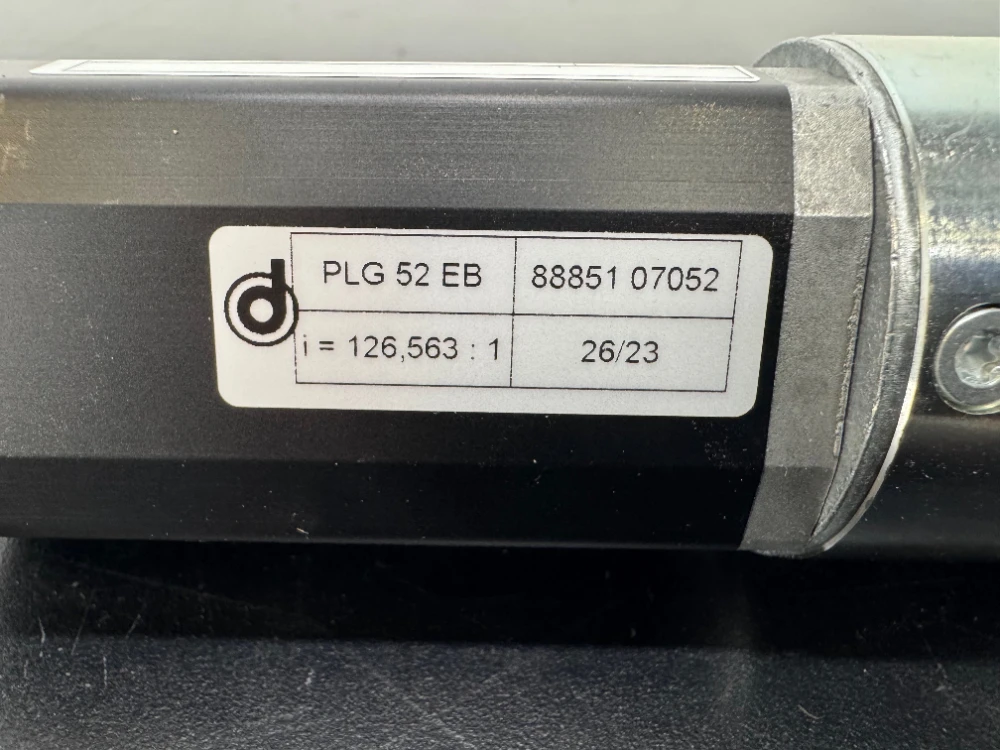 PLG 52 EB 88851 07052
i = 126,563 : 1 26/23